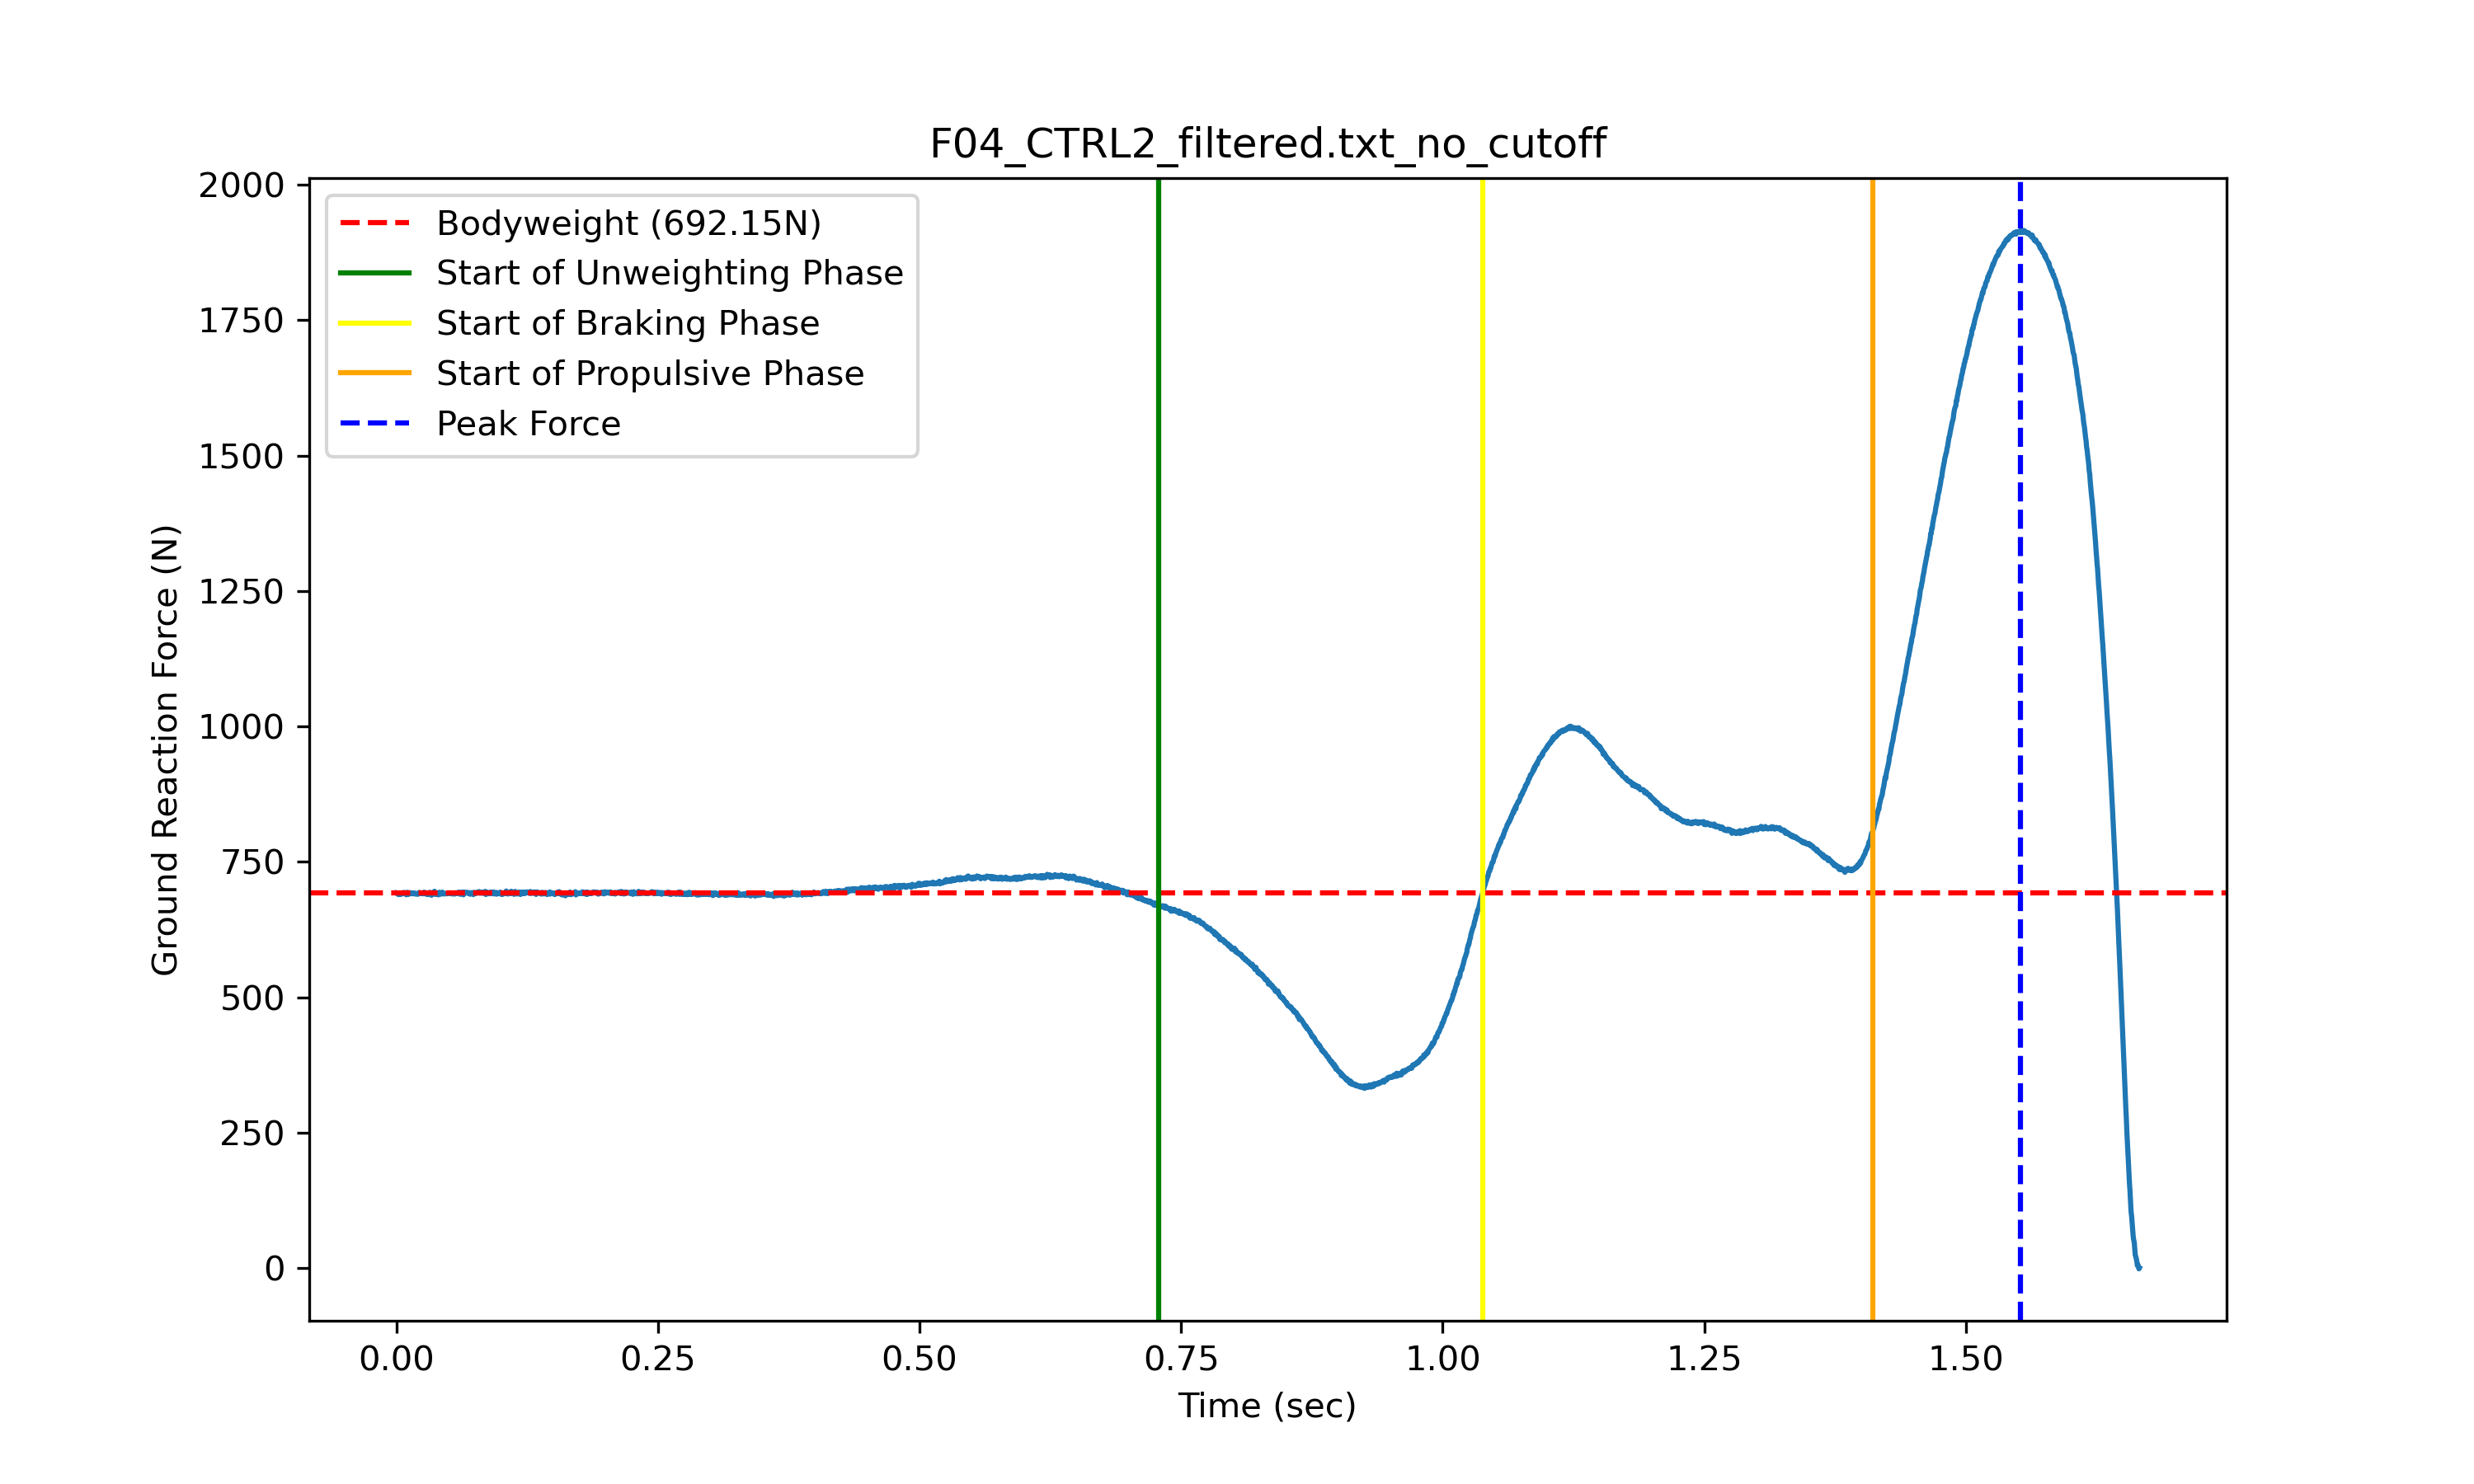 F04_CTRL2_filtered.txt_no_cutoff
2000
1750
1500
1250
1000
750
500
250
0
Ground Reaction Force (N)
Bodyweight (692.15N)
Start of Unweighting Phase
Start of Braking Phase
Start of Propulsive Phase
Peak Force
0.00 0.25 0.50 0.75 1.00 1.25 1.50
Time (sec)